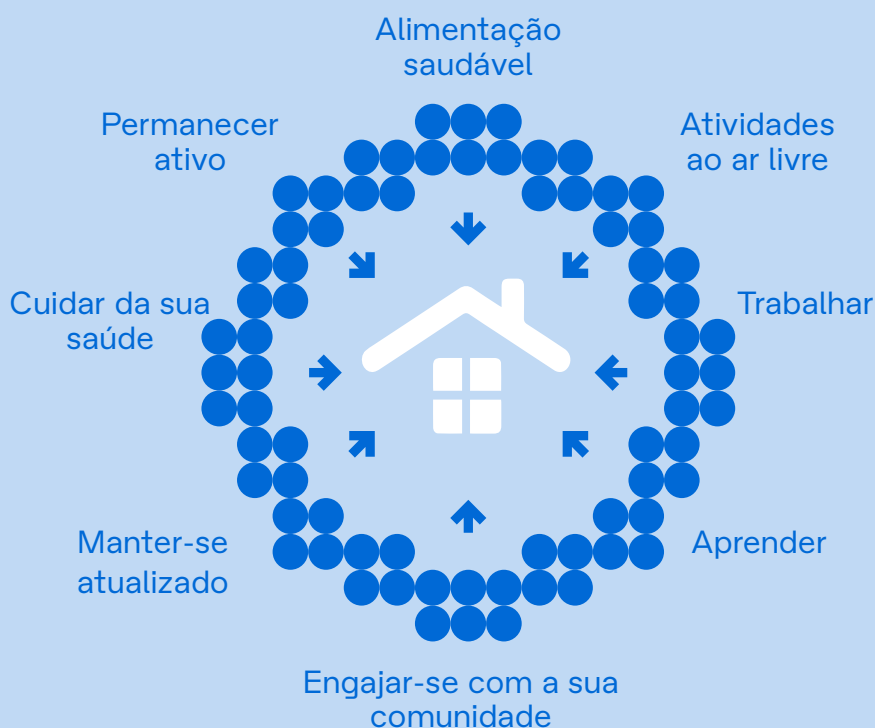 Alimentação
saudável
Permanecer
ativo
Atividades
ao ar livre
Cuidar da sua
saúde
Trabalhar
Manter-se
atualizado
Aprender
Engajar-se com a sua
comunidade